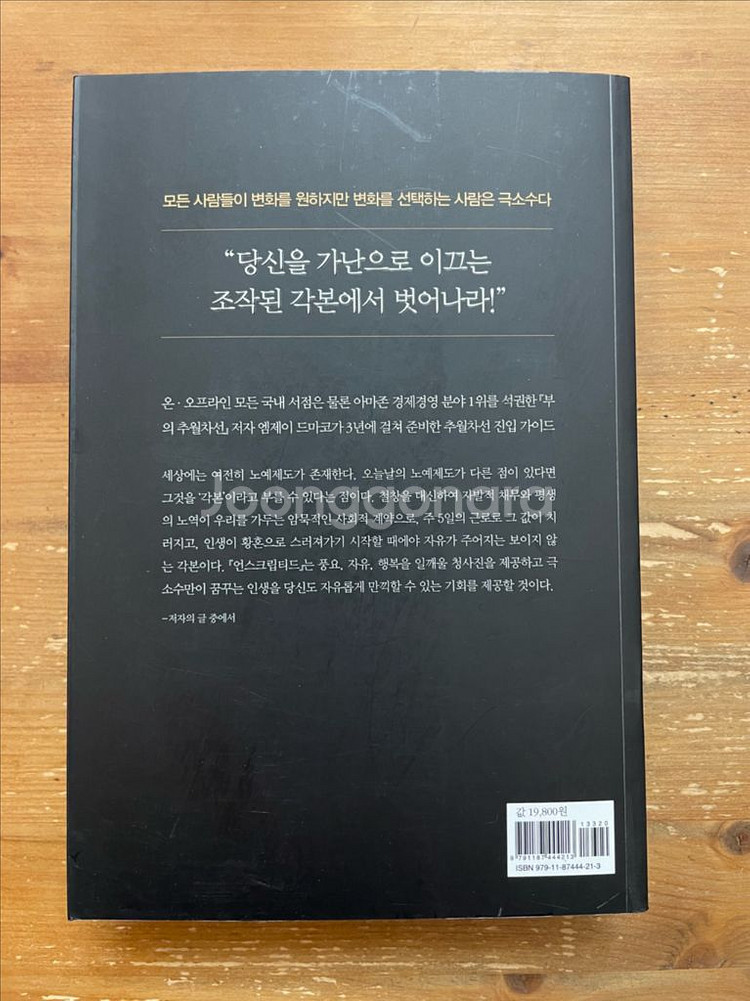 모든 사람들이 변화를 원하지만 변화를 선택하는 사람은 극소수다
“당신을 가난으로 이끄는
조작된 각본에서 벗어나라!”
온·오프라인 모든 국내 서점은 물론 아마존 경제경영 분야 1위를 석권한 『부
의 추월차선』 저자 엠제이 드마코가 3년에 걸쳐 준비한 추월차선 진입 가이드
세상에는 여전히 노예제도가 존재한다. 오늘날의 노예제도가 다른 점이 있다면
그것을 ‘각본’이라고 부를 수 있다는 점이다. 철창을 대신하여 자발적 채무와 평생
의 노역이 우리를 가두는 암묵적인 사회적 계약으로, 주 5일의 근로로 그 값이 치
러지고, 인생이 황혼으로 스러져가기 시작할 때에야 자유가 주어지는 보이지 않
는 각본이다. 『언스크립티드』는 풍요, 자유, 행복을 일깨울 청사진을 제공하고 극
소수만이 꿈꾸는 인생을 당신도 자유롭게 만끽할 수 있는 기회를 제공할 것이다.
-저자의 글 중에서
Joonggonara
값 19,800원
13320
9791187444213
ISBN 979-11-87444-21-3